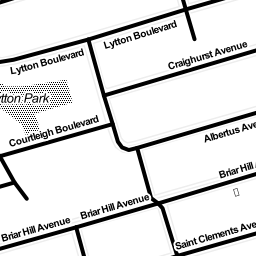 Lytton Boulevard
Lytton Boulevard
Craighurst Avenue
tton Park
Courtleigh Boulevard
Albertus Ave
Briar Hill
Briar Hill Avenue
Briar Hill Avenue
Saint Clements Aven